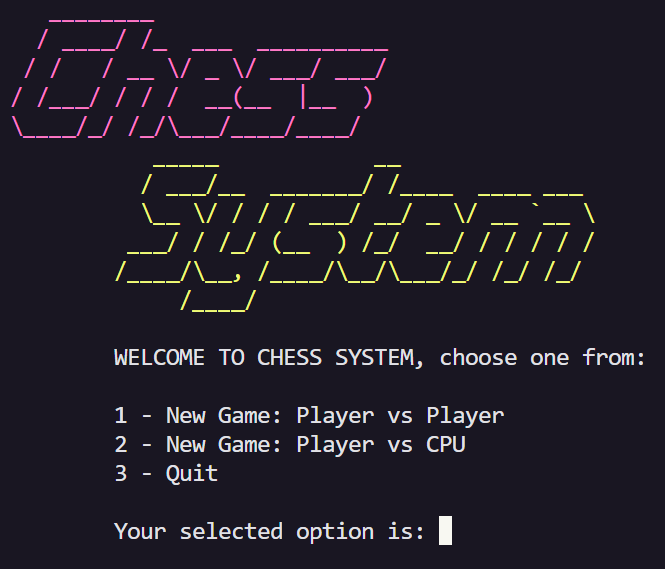 Chess
System
WELCOME TO CHESS SYSTEM, choose one from:
1 - New Game: Player vs Player
2 - New Game: Player vs CPU
3 - Quit
Your selected option is: